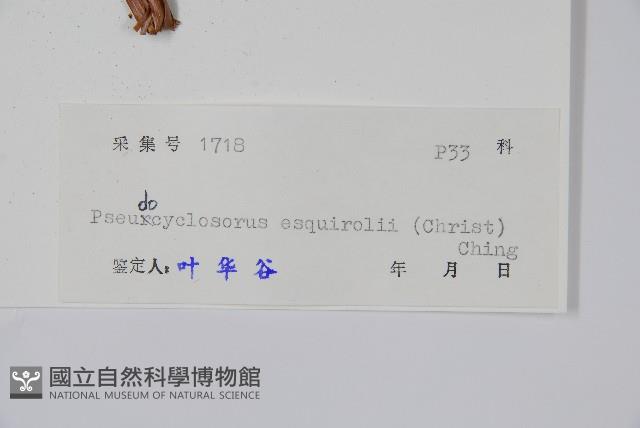 采集号 1718 P33 科
do
Pseuxcyclosorus esquirolii (Christ)
Ching
鉴定人: 叶华谷 年 月 日
國立自然科學博物館
NATIONAL MUSEUM OF NATURAL SCIENCE